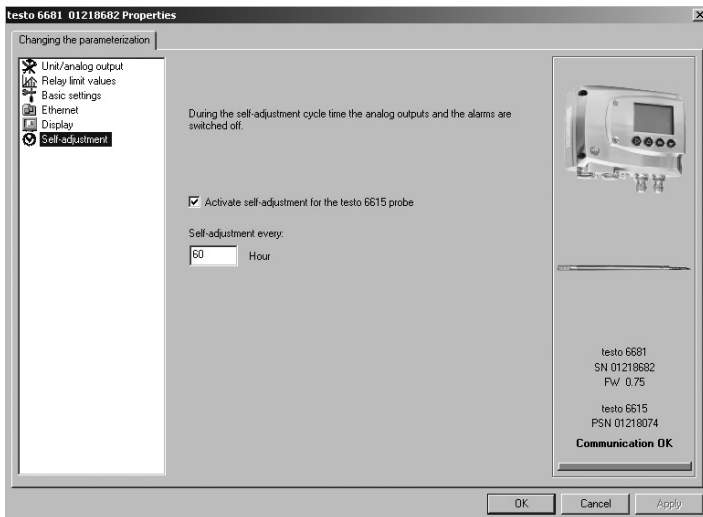 testo 6681 01218682 Properties
Changing the parameterization
Unit/analog output
Relay limit values
Basic settings
Ethernet
Display
Self-adjustment
During the self-adjustment cycle time the analog outputs and the alarms are
switched off.
Activate self-adjustment for the testo 6615 probe
Self-adjustment every:
60 Hour
testo 6681
SN 01218682
FW 0.75
testo 6615
PSN 01218074
Communication OK
OK Cancel Apply